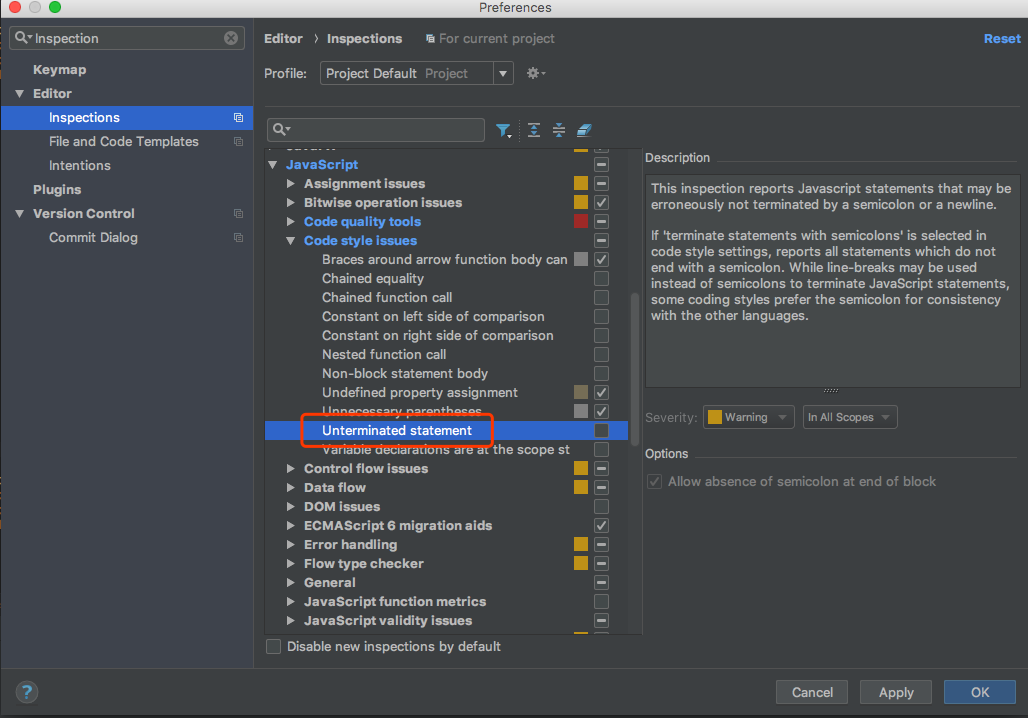 Preferences
Inspection
Keymap
Editor
Inspections
File and Code Templates
Intentions
Plugins
Version Control
Commit Dialog
Editor › Inspections For current project
Reset
Profile: Project Default Project
JavaScript
Assignment issues
Bitwise operation issues
Code quality tools
Code style issues
Braces around arrow function body can
Chained equality
Chained function call
Constant on left side of comparison
Constant on right side of comparison
Nested function call
Non-block statement body
Undefined property assignment
Unnecessary parentheses
Unterminated statement
Variable declarations are at the scope st
Control flow issues
Data flow
DOM issues
ECMAScript 6 migration aids
Error handling
Flow type checker
General
JavaScript function metrics
JavaScript validity issues
Disable new inspections by default
Description
This inspection reports Javascript statements that may be
erroneously not terminated by a semicolon or a newline.
If 'terminate statements with semicolons' is selected in
code style settings, reports all statements which do not
end with a semicolon. While line-breaks may be used
instead of semicolons to terminate JavaScript statements,
some coding styles prefer the semicolon for consistency
with the other languages.
Severity: Warning In All Scopes
Options
Allow absence of semicolon at end of block
?
Cancel
Apply
OK